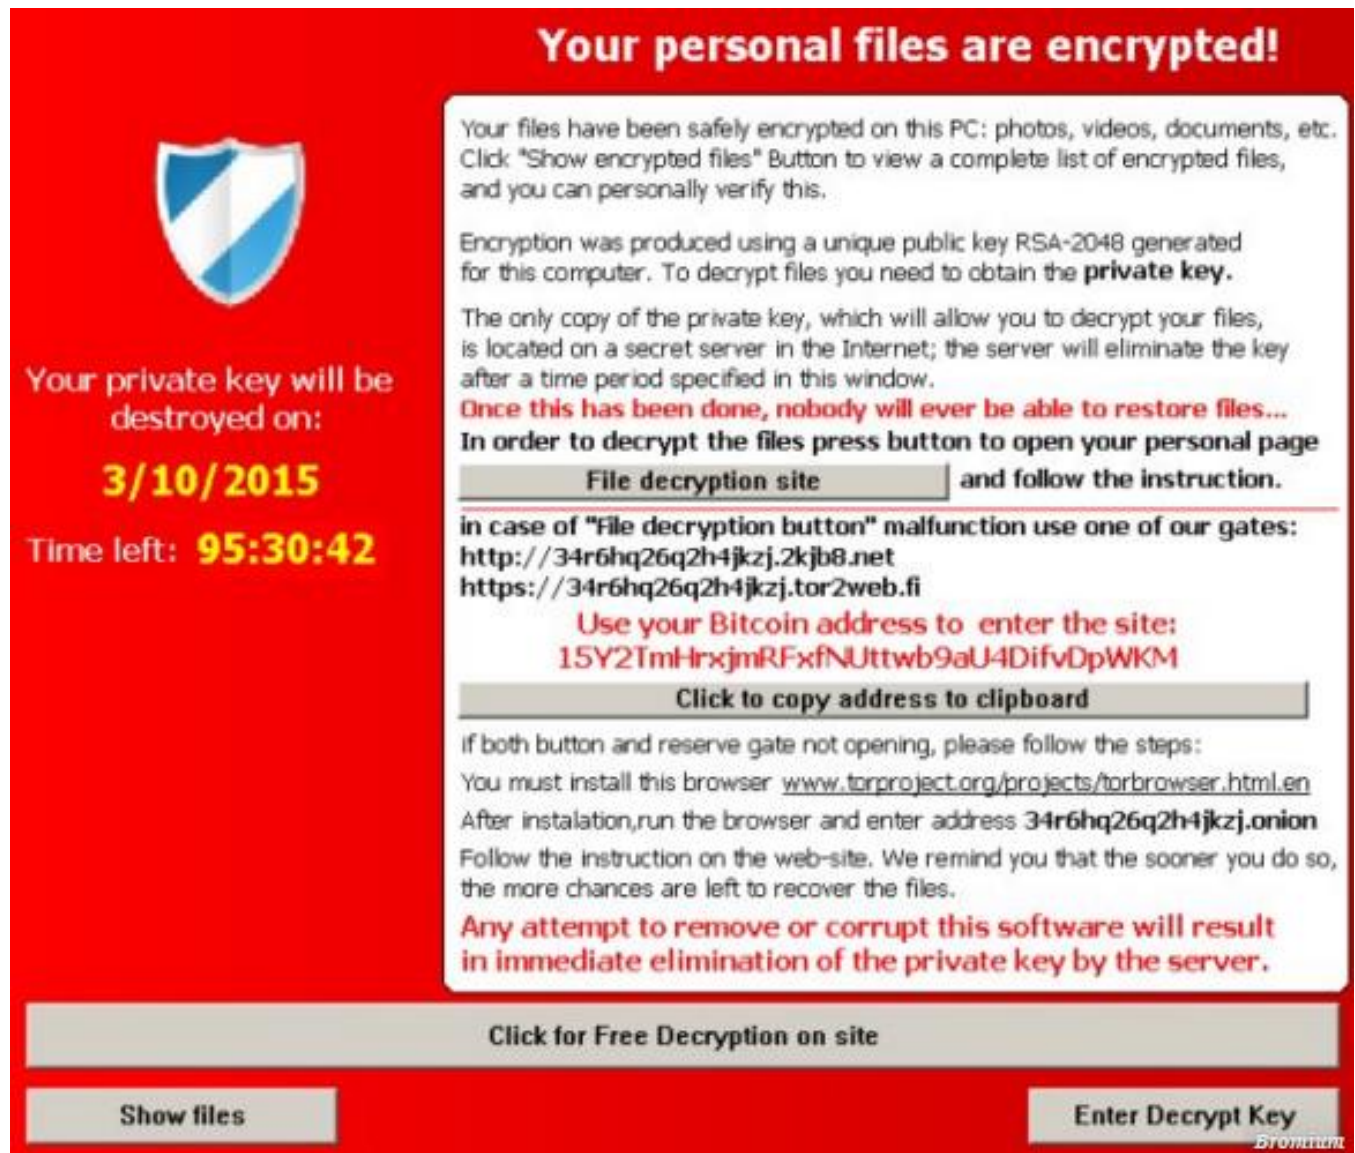 Your personal files are encrypted!
Your files have been safely encrypted on this PC: photos, videos, documents, etc.
Click "Show encrypted files" Button to view a complete list of encrypted files,
and you can personally verify this.
Encryption was produced using a unique public key RSA-2048 generated
for this computer. To decrypt files you need to obtain the private key.
The only copy of the private key, which will allow you to decrypt your files,
is located on a secret server in the Internet; the server will eliminate the key
after a time period specified in this window.
Once this has been done, nobody will ever be able to restore files...
In order to decrypt the files press button to open your personal page
File decryption site and follow the instruction.
in case of "File decryption button" malfunction use one of our gates:
http://34r6hq26q2h4jkzj.2kjb8.net
https://34r6hq26q2h4jkzj.tor2web.fi
Use your Bitcoin address to enter the site:
15Y2TmHrxjmRFxfNUttwb9aU4DifvDpWKM
Click to copy address to clipboard
if both button and reserve gate not opening, please follow the steps:
You must install this browser www.torproject.org/projects/torbrowser.html.en
After instalation,run the browser and enter address 34r6hq26q2h4jkzj.onion
Follow the instruction on the web-site. We remind you that the sooner you do so,
the more chances are left to recover the files.
Any attempt to remove or corrupt this software will result
in immediate elimination of the private key by the server.
Your private key will be
destroyed on:
3/10/2015
Time left: 95:30:42
Click for Free Decryption on site
Show files
Enter Decrypt Key
Bromium